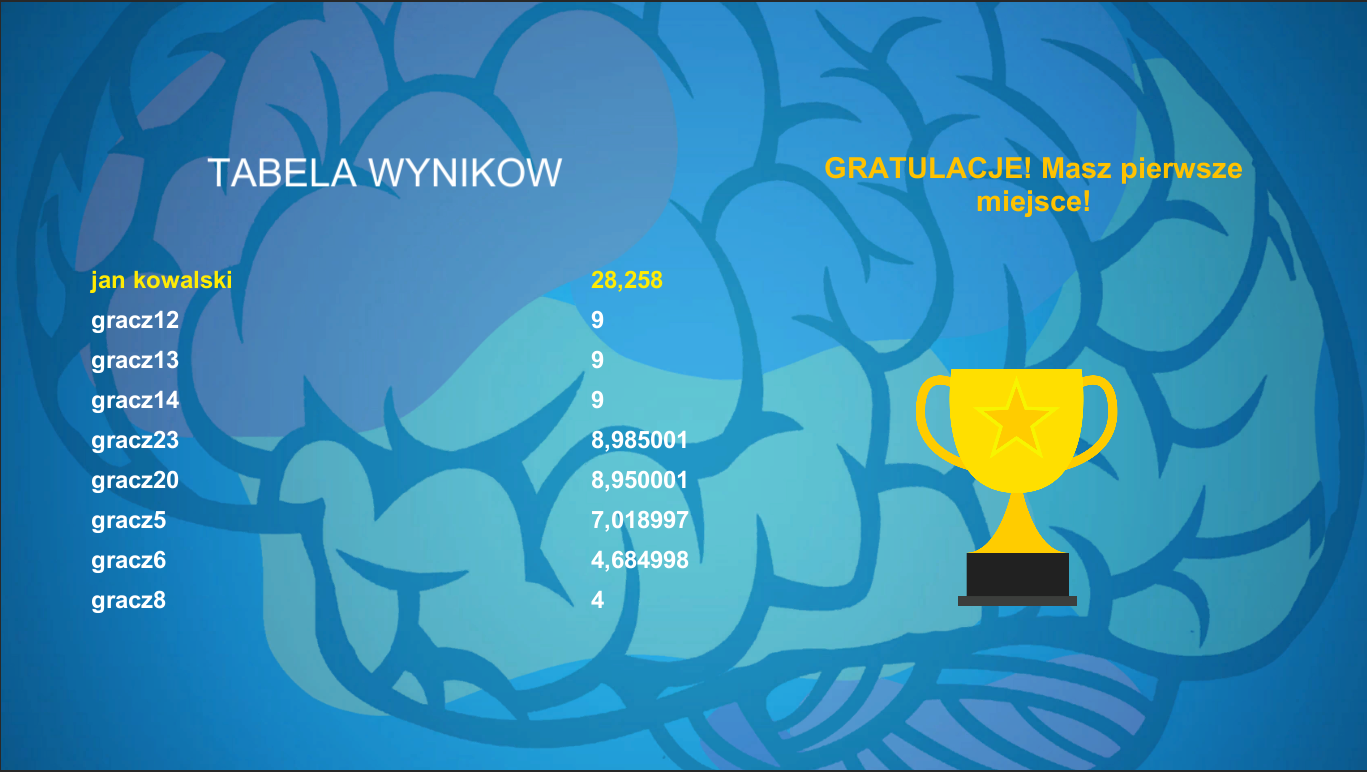 TABELA WYNIKOW
GRATULACJE! Masz pierwsze
miejsce!
jan kowalski 28,258
gracz12 9
gracz13 9
gracz14 9
gracz23 8,985001
gracz20 8,950001
gracz5 7,018997
gracz6 4,684998
gracz8 4